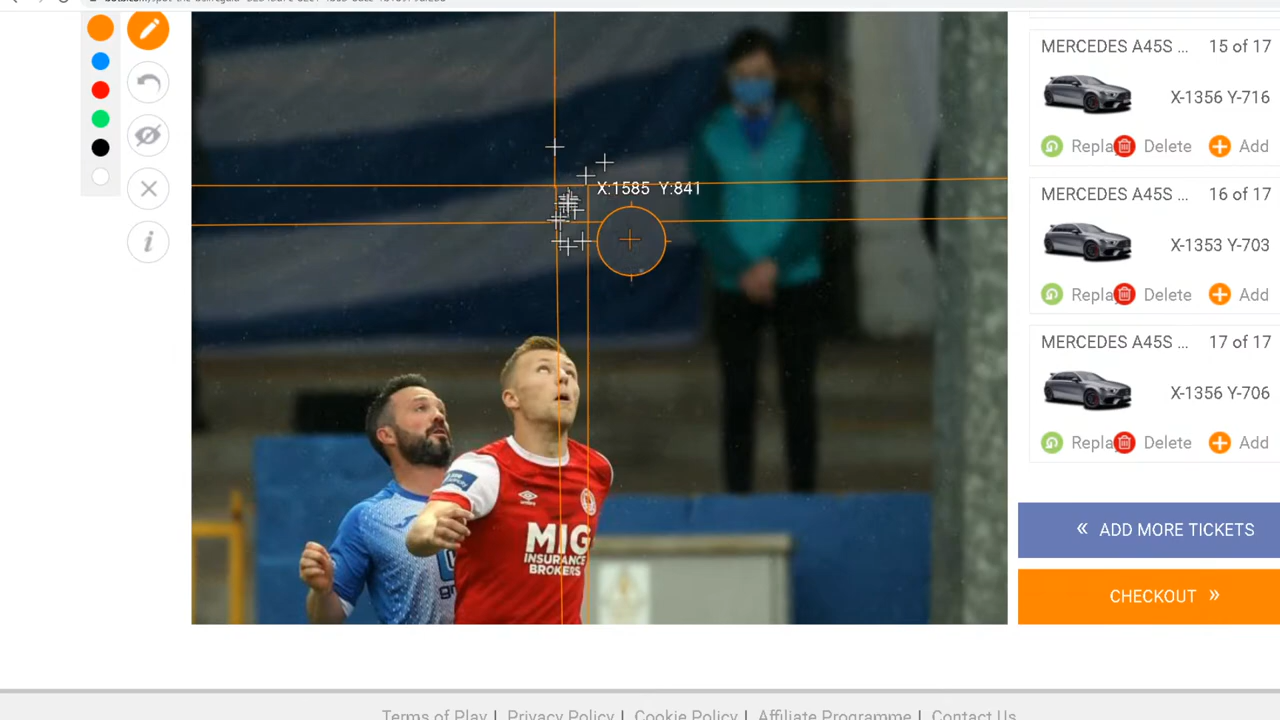 MERCEDES A45S ... 15 of 17
X-1356 Y-716
Repla Delete Add
MERCEDES A45S ... 16 of 17
X-1353 Y-703
Repla Delete Add
MERCEDES A45S ... 17 of 17
X-1356 Y-706
Repla Delete Add
X:1585 Y:841
MIG
INSURANCE
BROKERS
umbro
« ADD MORE TICKETS
CHECKOUT »
Terms of Play | Privacy Policy | Cookie Policy | Affiliate Programme | Contact Us